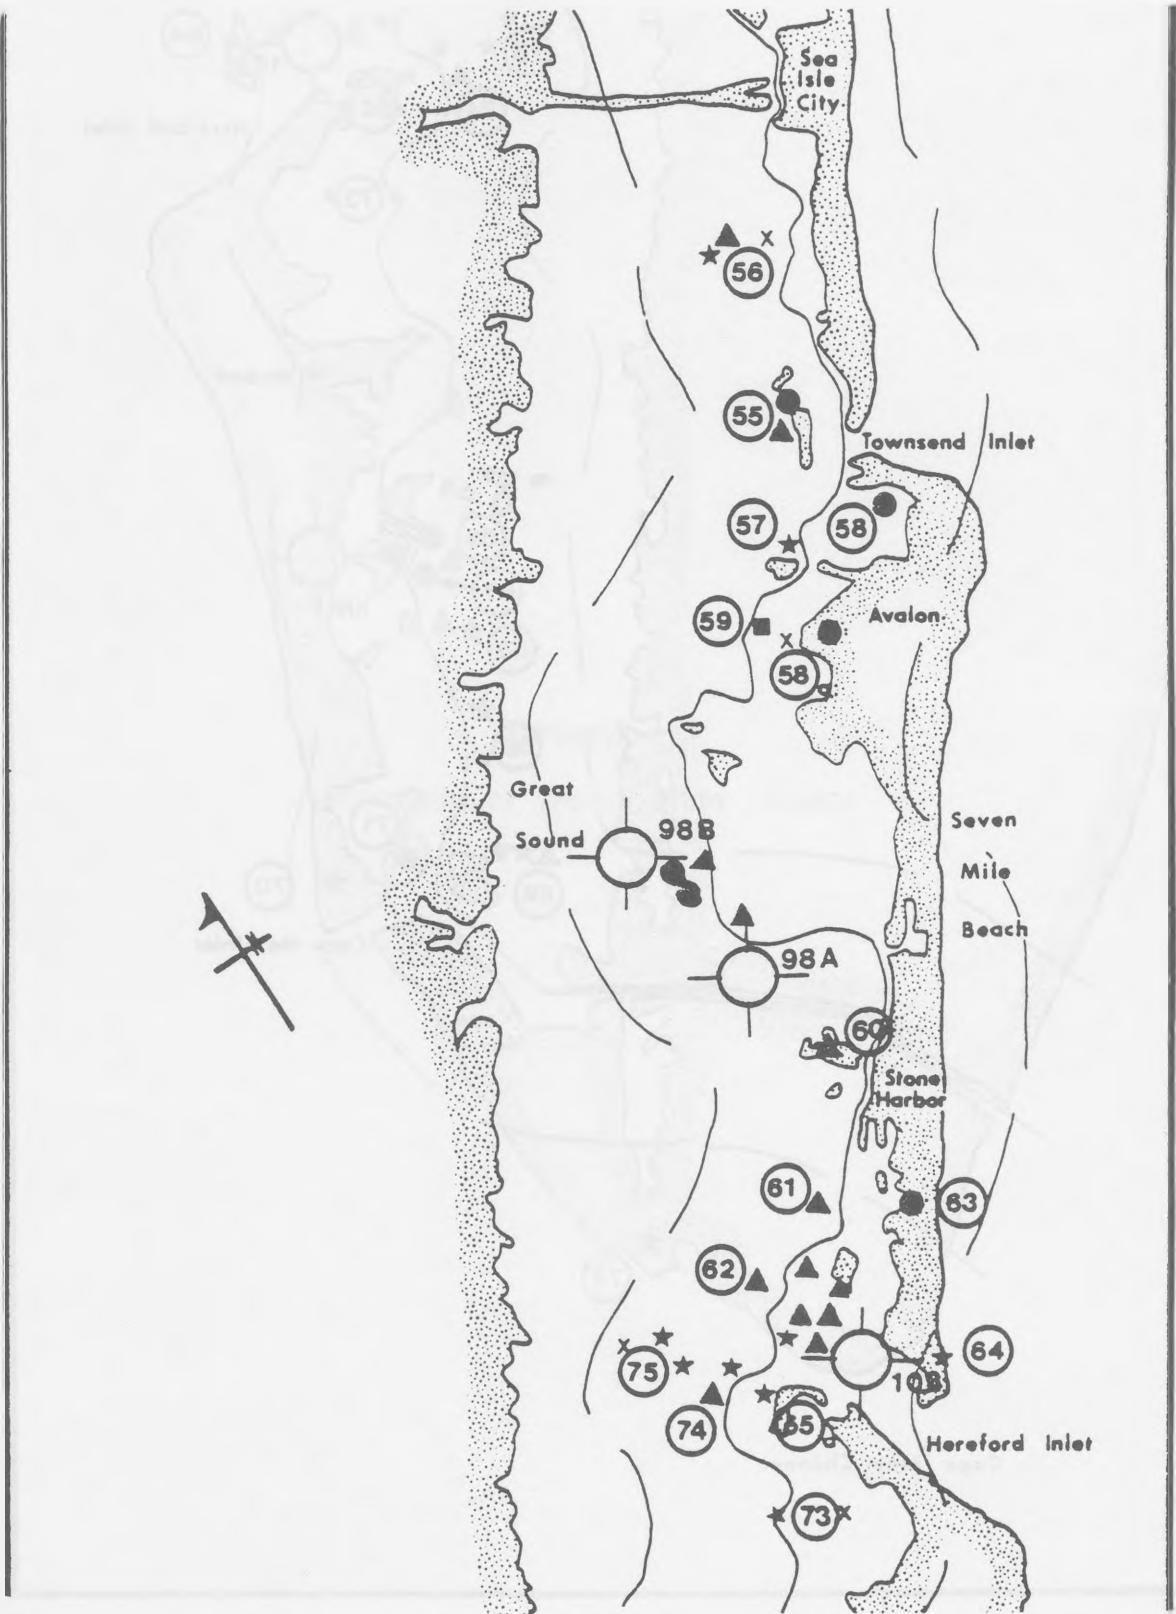 Sea
Isle
City
56
55
Townsend Inlet
57
58
59
Avalon
58
Great
Sound
98B
Seven
Mile
Beach
98A
60
Stone
Harbor
61
63
62
64
75
103
74
65
Hereford Inlet
73